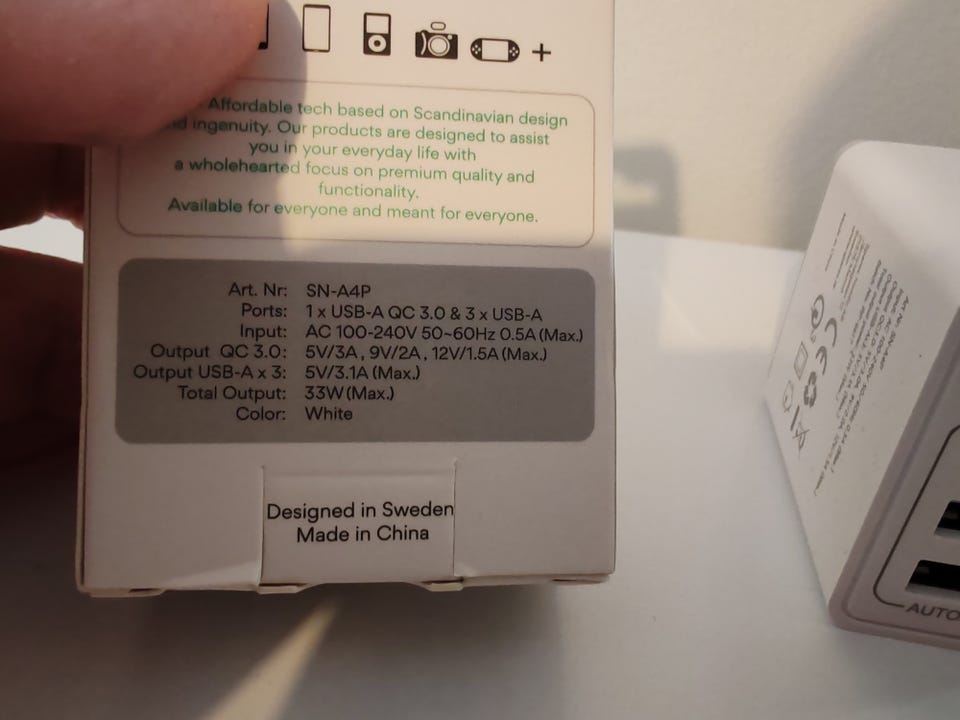 Affordable tech based on Scandinavian design
ingenuity. Our products are designed to assist
you in your everyday life with
a wholehearted focus on premium quality and
functionality.
Available for everyone and meant for everyone.
Art. Nr: SN-A4P
Ports: 1 x USB-A QC 3.0 & 3 x USB-A
Input: AC 100-240V 50~60Hz 0.5A (Max.)
Output QC 3.0: 5V/3A, 9V/2A, 12V/1.5A (Max.)
Output USB-A x 3: 5V/3.1A (Max.)
Total Output: 33W (Max.)
Color: White
Designed in Sweden
Made in China
AUTO